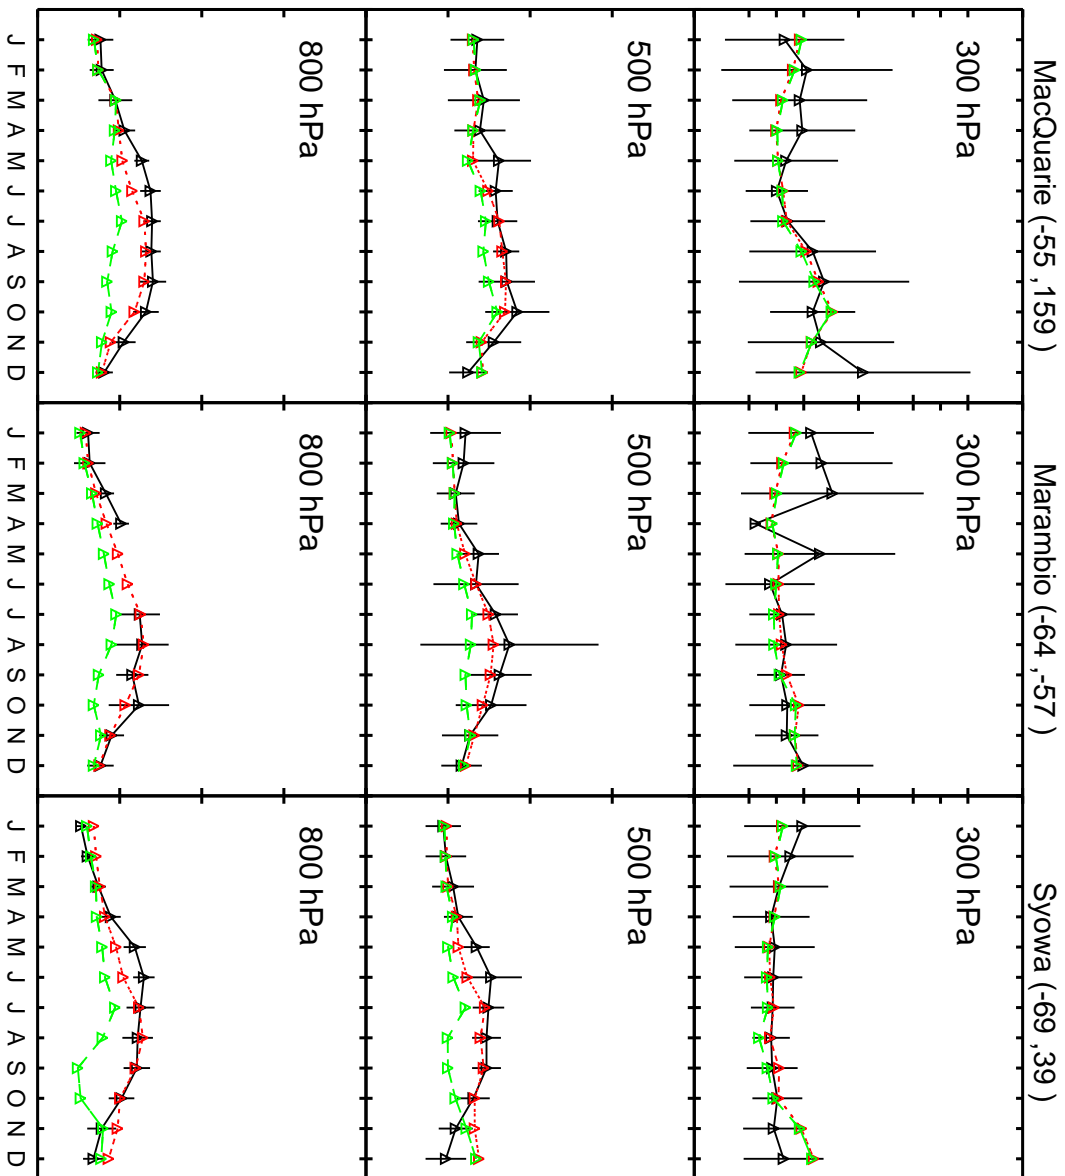 MacQuarie (-55 ,159 ) Marambio (-64 ,-57 ) Syowa (-69 ,39 )
300 hPa 300 hPa 300 hPa
500 hPa 500 hPa 500 hPa
800 hPa 800 hPa 800 hPa
J F M A M J J A S O N D J F M A M J J A S O N D J F M A M J J A S O N D